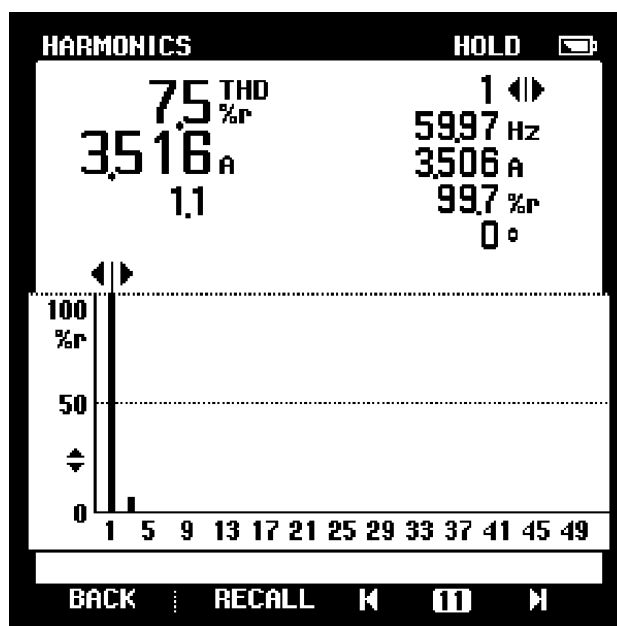 HARMONICS HOLD
7.5 THD %r
3.516 A
1.1
1
59.97 Hz
3.506 A
99.7 %r
0 °
100
%r
50
0
1 5 9 13 17 21 25 29 33 37 41 45 49
BACK RECALL 11